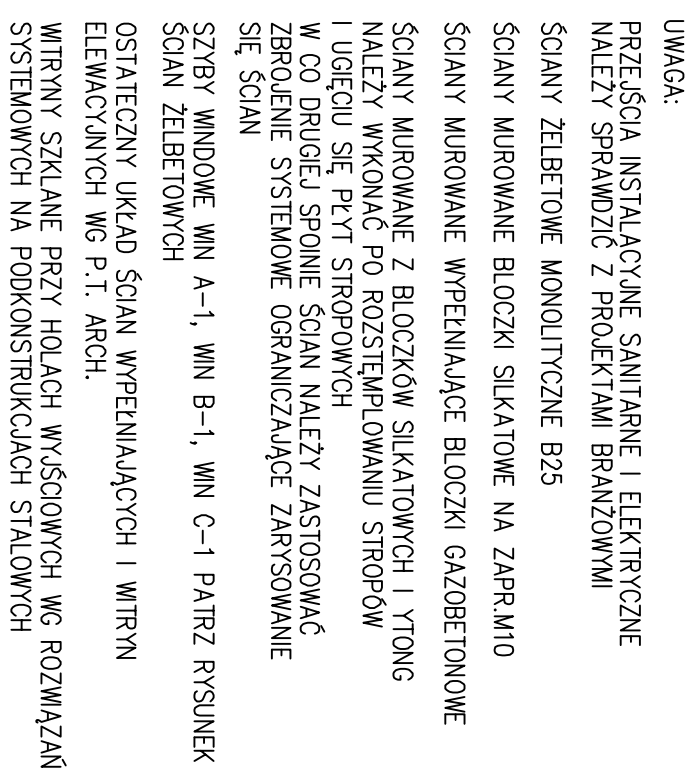 UWAGA:
PRZEJŚCIA INSTALACYJNE SANITARNE I ELEKTRYCZNE
NALEŻY SPRAWDZIĆ Z PROJEKTAMI BRANŻOWYMI
ŚCIANY ŻELBETOWE MONOLITYCZNE B25
ŚCIANY MUROWANE BLOCZKI SILKATOWE NA ZAPR.M10
ŚCIANY MUROWANE WYPEŁNIAJĄCE BLOCZKI GAZOBETONOWE
ŚCIANY MUROWANE Z BLOCZKÓW SILKATOWYCH I YTONG
NALEŻY WYKONAĆ PO ROZSTĘMPLOWANIU STROPÓW
I UGIĘCIU SIĘ PŁYT STROPOWYCH
W CO DRUGIEJ SPOINIE ŚCIAN NALEŻY ZASTOSOWAĆ
ZBROJENIE SYSTEMOWE OGRANICZAJĄCE ZARYSOWANIE
SIĘ ŚCIAN
SZYBY WINDOWE WIN A-1, WIN B-1, WIN C-1 PATRZ RYSUNEK
ŚCIAN ŻELBETOWYCH
OSTATECZNY UKŁAD ŚCIAN WYPEŁNIAJĄCYCH I WITRYN
ELEWACYJNYCH WG P.T. ARCH.
WITRYNY SZKLANE PRZY HOLACH WYJŚCIOWYCH WG ROZWIĄZAŃ
SYSTEMOWYCH NA PODKONSTRUKCJACH STALOWYCH